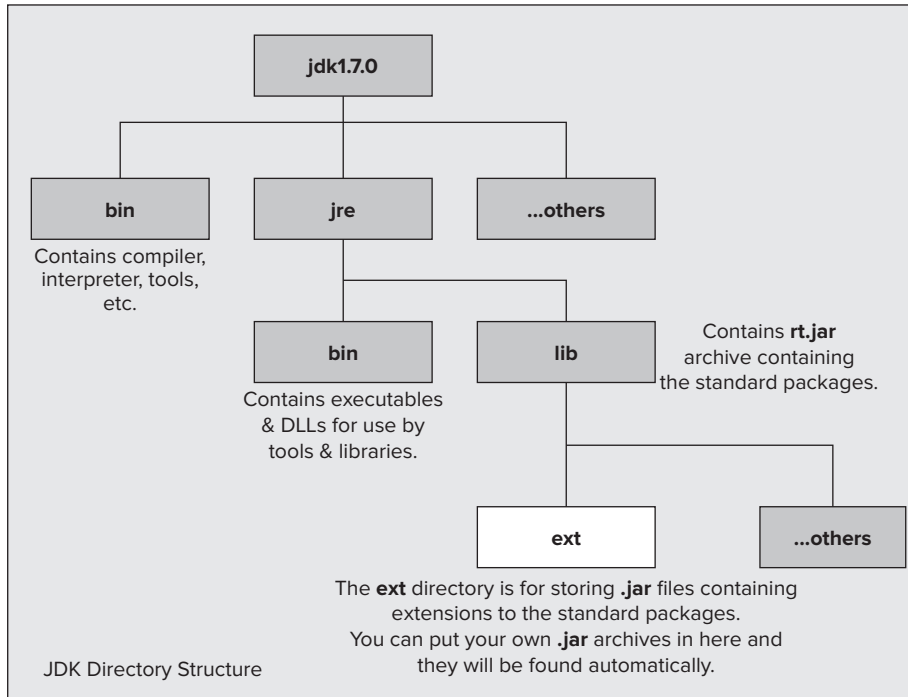 jdk1.7.0
bin
jre
...others
Contains compiler,
interpreter, tools,
etc.
bin
lib
Contains rt.jar
archive containing
the standard packages.
Contains executables
& DLLs for use by
tools & libraries.
ext
...others
The ext directory is for storing .jar files containing
extensions to the standard packages.
You can put your own .jar archives in here and
they will be found automatically.
JDK Directory Structure